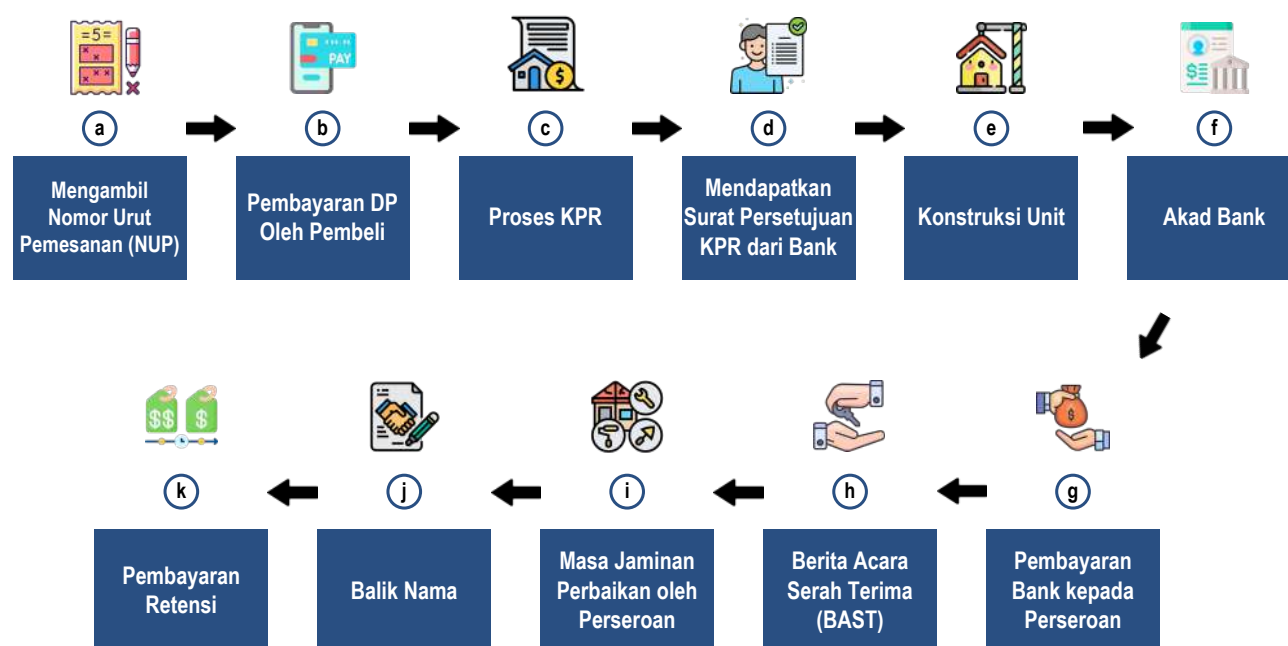 =5=
PAY
a
b
c
d
e
f
Mengambil
Nomor Urut
Pemesanan (NUP)
Pembayaran DP
Oleh Pembeli
Proses KPR
Mendapatkan
Surat Persetujuan
KPR dari Bank
Konstruksi Unit
Akad Bank
$$ $
k
j
i
h
g
Pembayaran
Retensi
Balik Nama
Masa Jaminan
Perbaikan oleh
Perseroan
Berita Acara
Serah Terima
(BAST)
Pembayaran
Bank kepada
Perseroan